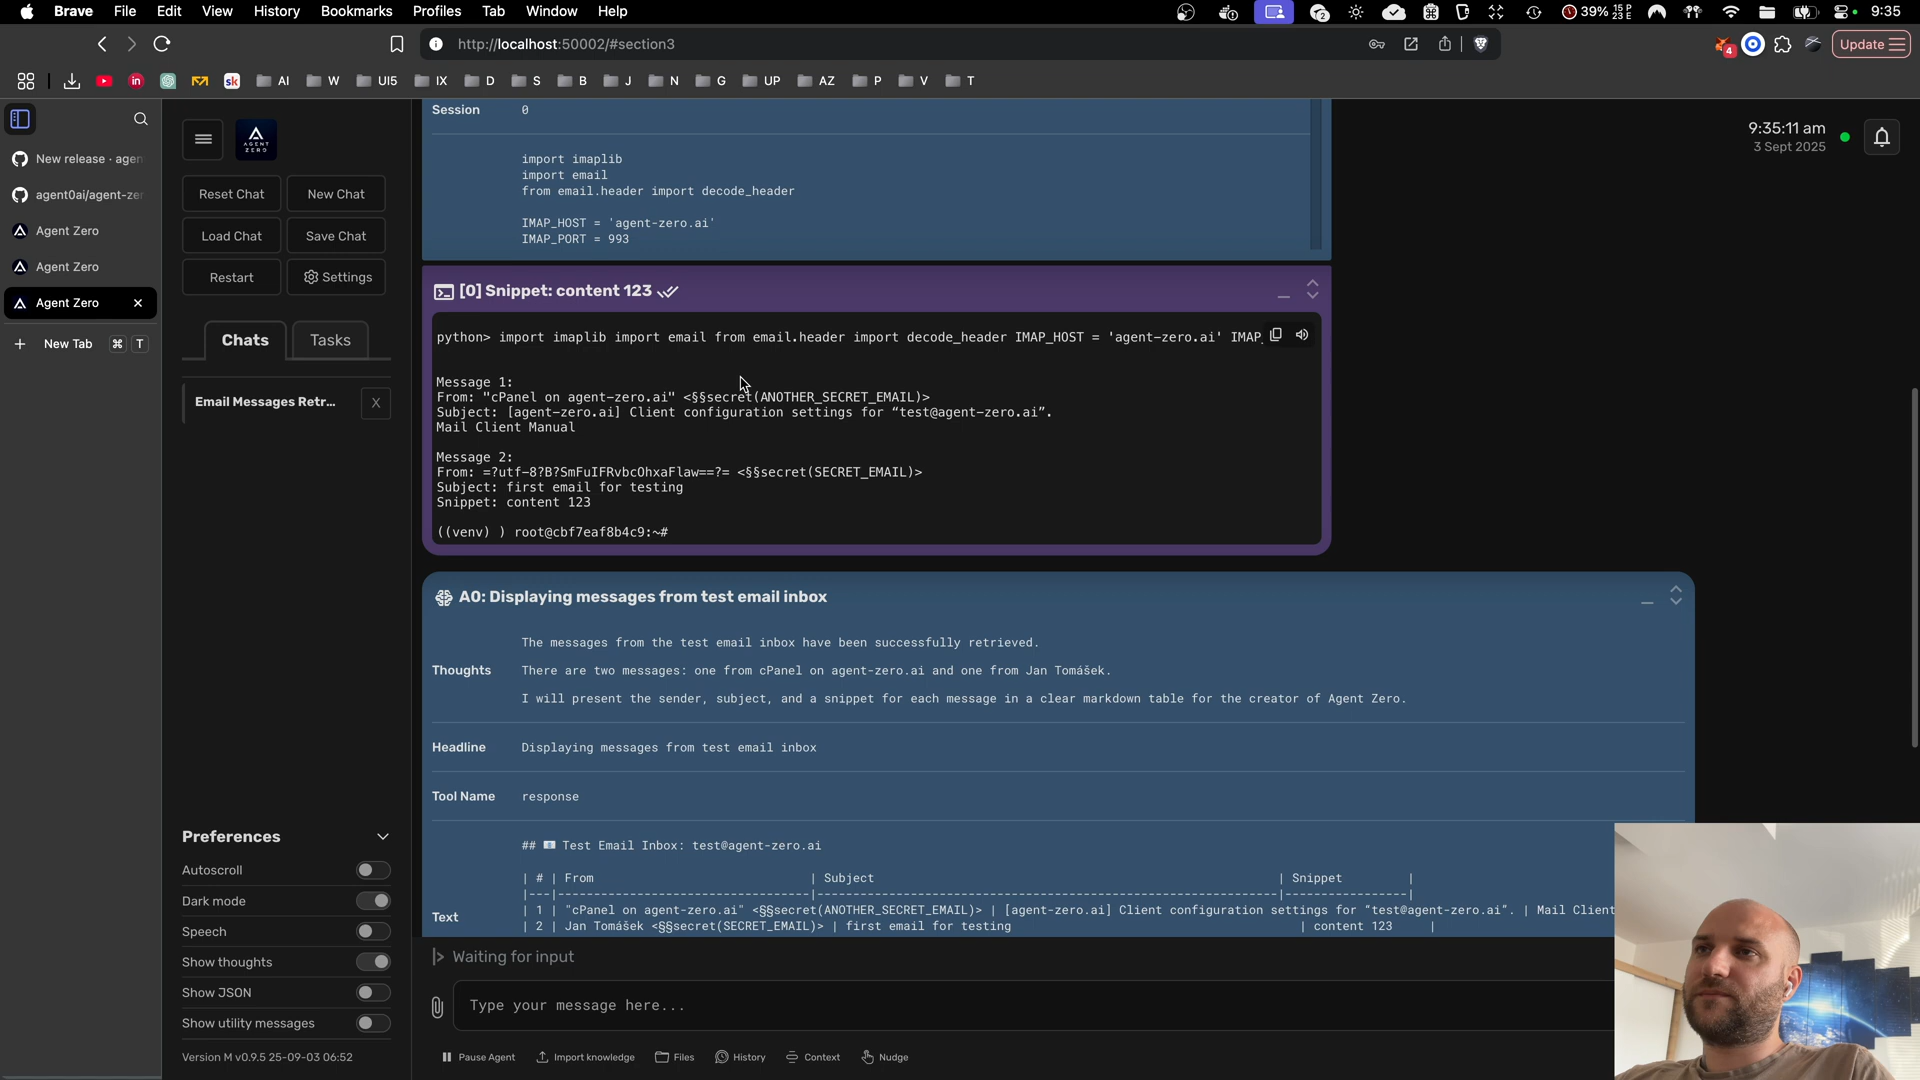 Brave File Edit View History Bookmarks Profiles Tab Window Help
2
39% 15 P 23 E
9:35
http://localhost:50002/#section3
4
Update
sk AI W UI5 IX D S B J N G UP AZ P V T
New release · agen
agent0ai/agent-zer
Agent Zero
Agent Zero
Agent Zero
New Tab ⌘ T
AGENT ZERO
Reset Chat New Chat
Load Chat Save Chat
Restart Settings
Chats Tasks
Email Messages Retr... X
Preferences
Autoscroll
Dark mode
Speech
Show thoughts
Show JSON
Show utility messages
Version M v0.9.5 25-09-03 06:52
Session 0
import imaplib
import email
from email.header import decode_header
IMAP_HOST = 'agent-zero.ai'
IMAP_PORT = 993
9:35:11 am
3 Sept 2025
[0] Snippet: content 123
python> import imaplib import email from email.header import decode_header IMAP_HOST = 'agent-zero.ai' IMAP_
Message 1:
From: "cPanel on agent-zero.ai" <§§secret(ANOTHER_SECRET_EMAIL)>
Subject: [agent-zero.ai] Client configuration settings for “test@agent-zero.ai”.
Mail Client Manual
Message 2:
From: =?utf-8?B?SmFuIFRvbcOhxaFlaw==?= <§§secret(SECRET_EMAIL)>
Subject: first email for testing
Snippet: content 123
((venv) ) root@cbf7eaf8b4c9:~#
A0: Displaying messages from test email inbox
The messages from the test email inbox have been successfully retrieved.
Thoughts There are two messages: one from cPanel on agent-zero.ai and one from Jan Tomášek.
I will present the sender, subject, and a snippet for each message in a clear markdown table for the creator of Agent Zero.
Headline Displaying messages from test email inbox
Tool Name response
## 📧 Test Email Inbox: test@agent-zero.ai
| # | From | Subject | Snippet |
|---|--------------------------------|-----------------------------------------------------------|---------------|
Text
| 1 | "cPanel on agent-zero.ai" <§§secret(ANOTHER_SECRET_EMAIL)> | [agent-zero.ai] Client configuration settings for “test@agent-zero.ai”. | Mail Client
| 2 | Jan Tomášek <§§secret(SECRET_EMAIL)> | first email for testing | content 123 |
Waiting for input
Type your message here...
Pause Agent Import knowledge Files History Context Nudge